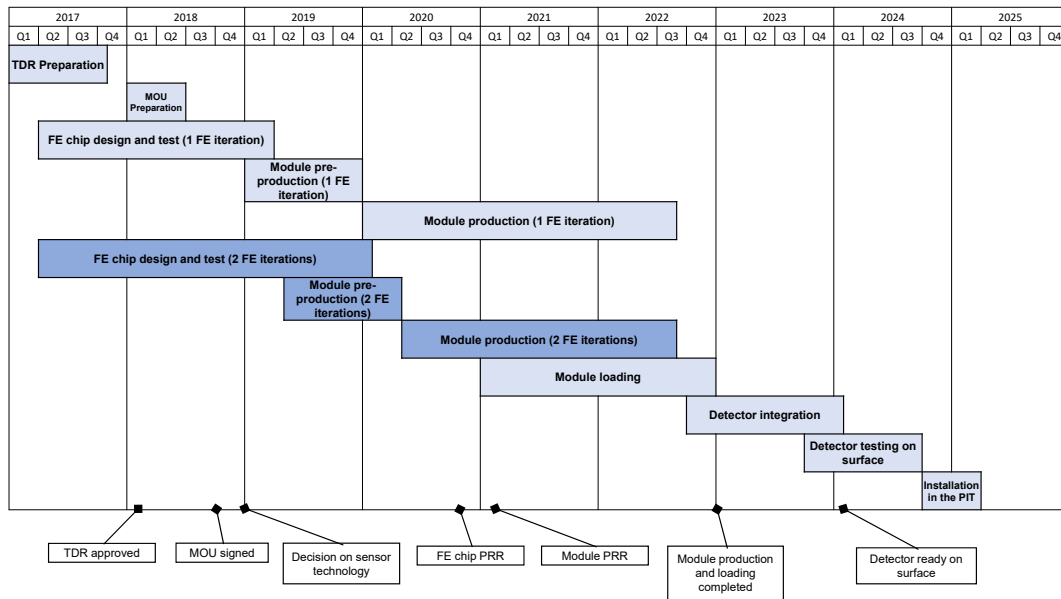 2017 2018 2019 2020 2021 2022 2023 2024 2025
Q1 Q2 Q3 Q4 Q1 Q2 Q3 Q4 Q1 Q2 Q3 Q4 Q1 Q2 Q3 Q4 Q1 Q2 Q3 Q4 Q1 Q2 Q3 Q4 Q1 Q2 Q3 Q4 Q1 Q2 Q3 Q4 Q1 Q2 Q3 Q4
TDR Preparation
MOU
Preparation
FE chip design and test (1 FE iteration)
Module pre-
production (1 FE
iteration)
Module production (1 FE iteration)
FE chip design and test (2 FE iterations)
Module pre-
production (2 FE
iterations)
Module production (2 FE iterations)
Module loading
Detector integration
Detector testing on
surface
Installation
in the PIT
TDR approved
MOU signed
Decision on sensor
technology
FE chip PRR
Module PRR
Module production
and loading
completed
Detector ready on
surface